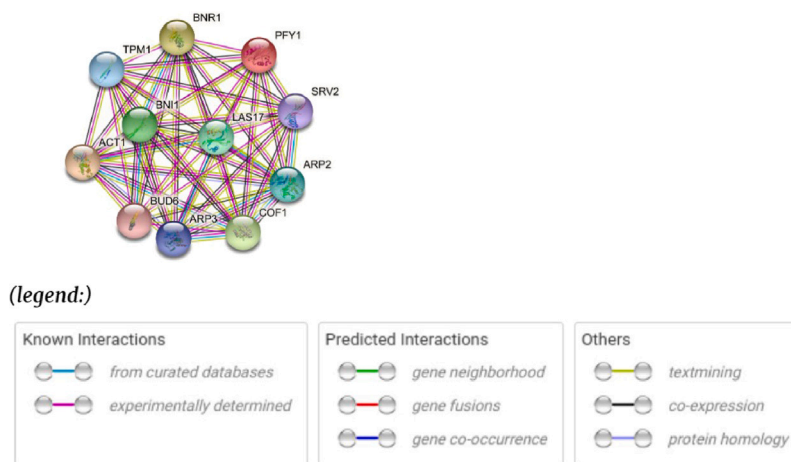 BNR1
TPM1
PFY1
SRV2
BNI1
LAS17
ACT1
ARP2
BUD6
ARP3
COF1
(legend:)
Known Interactions
from curated databases
experimentally determined
Predicted Interactions
gene neighborhood
gene fusions
gene co-occurrence
Others
textmining
co-expression
protein homology